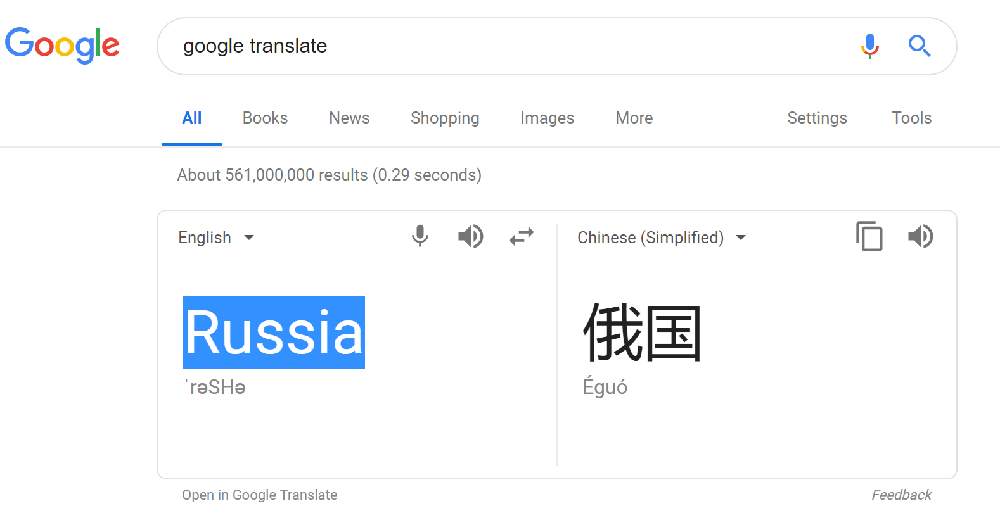 Google google translate
All Books News Shopping Images More Settings Tools
About 561,000,000 results (0.29 seconds)
English Chinese (Simplified)
Russia 俄国
ˈrəSHə Éguó
Open in Google Translate Feedback